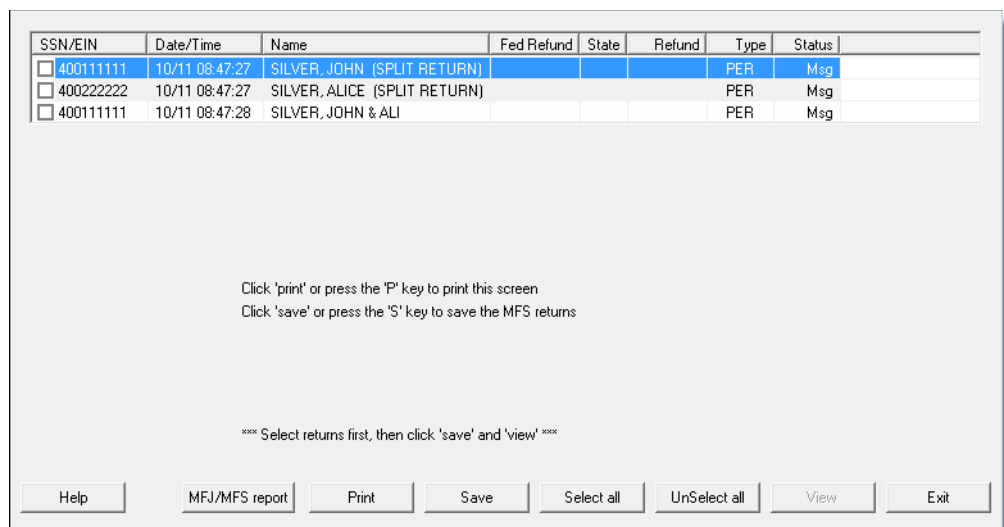 SSN/EIN Date/Time Name Fed Refund State Refund Type Status
400111111 10/11 08:47:27 SILVER, JOHN (SPLIT RETURN) PER Msg
400222222 10/11 08:47:27 SILVER, ALICE (SPLIT RETURN) PER Msg
400111111 10/11 08:47:28 SILVER, JOHN & ALI PER Msg
Click 'print' or press the 'P' key to print this screen
Click 'save' or press the 'S' key to save the MFS returns
*** Select returns first, then click 'save' and 'view' ***
Help MFJ/MFS report Print Save Select all UnSelect all View Exit